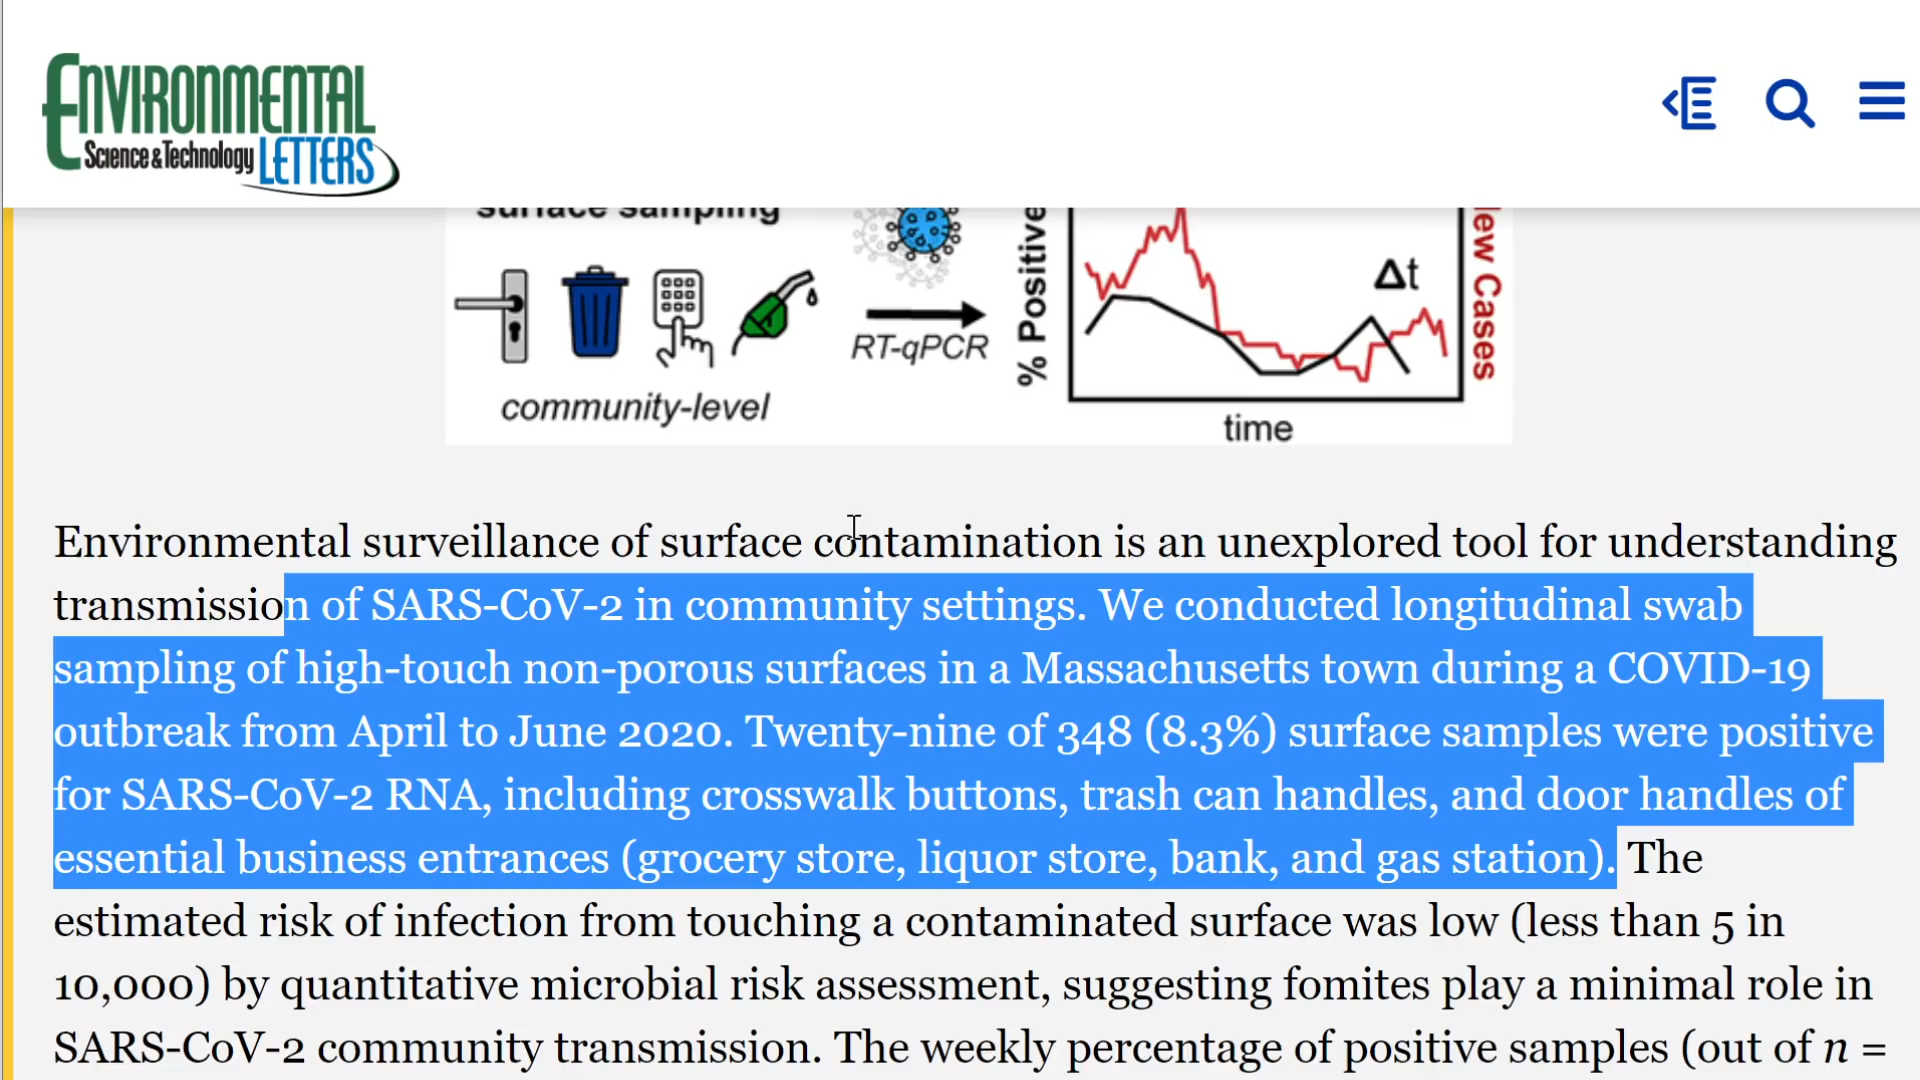 ENVIRONMENTAL
Science & Technology LETTERS
surface sampling
% Positive
New Cases
Δt
RT-qPCR
community-level
time
Environmental surveillance of surface contamination is an unexplored tool for understanding
transmission of SARS-CoV-2 in community settings. We conducted longitudinal swab
sampling of high-touch non-porous surfaces in a Massachusetts town during a COVID-19
outbreak from April to June 2020. Twenty-nine of 348 (8.3%) surface samples were positive
for SARS-CoV-2 RNA, including crosswalk buttons, trash can handles, and door handles of
essential business entrances (grocery store, liquor store, bank, and gas station). The
estimated risk of infection from touching a contaminated surface was low (less than 5 in
10,000) by quantitative microbial risk assessment, suggesting fomites play a minimal role in
SARS-CoV-2 community transmission. The weekly percentage of positive samples (out of n =